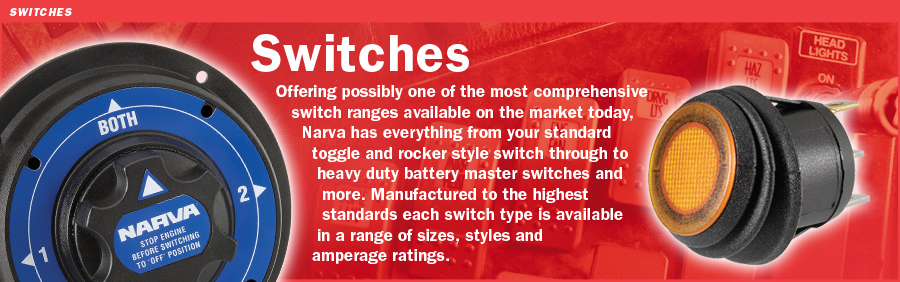 SWITCHES
Switches
Offering possibly one of the most comprehensive
switch ranges available on the market today,
Narva has everything from your standard
toggle and rocker style switch through to
heavy duty battery master switches and
more. Manufactured to the highest
standards each switch type is available
in a range of sizes, styles and
amperage ratings.
BOTH
1
2
NARVA
STOP ENGINE
BEFORE SWITCHING
TO 'OFF' POSITION
HEAD
LIGHTS
ON
HAZ
LTS
DRVG
LTS